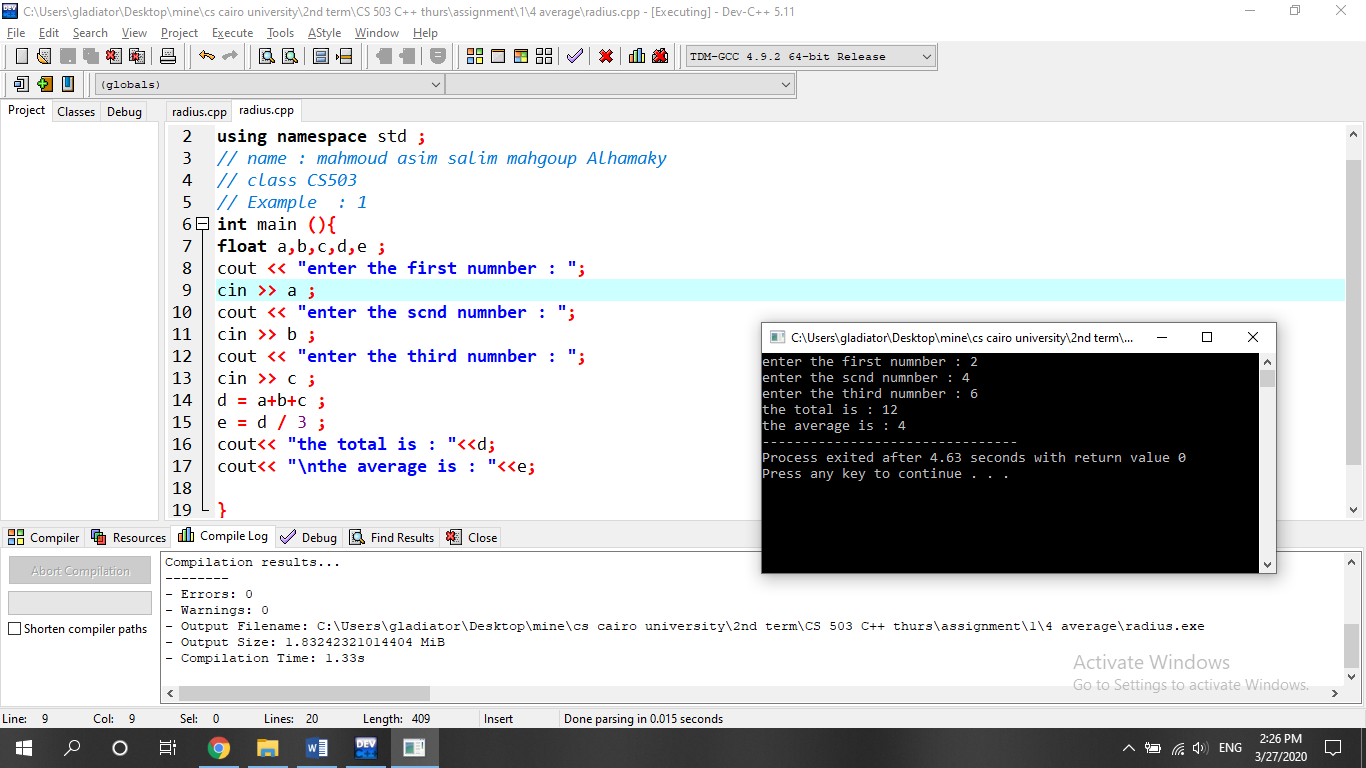 C:\Users\gladiator\Desktop\mine\cs cairo university\2nd term\CS 503 C++ thurs\assignment\1\4 average\radius.cpp - [Executing] - Dev-C++ 5.11
File Edit Search View Project Execute Tools AStyle Window Help
TDM-GCC 4.9.2 64-bit Release
(globals)
Project Classes Debug radius.cpp radius.cpp
2 using namespace std ;
3 // name : mahmoud asim salim mahgoup Alhamaky
4 // class CS503
5 // Example  : 1
6 int main (){
7 float a,b,c,d,e ;
8 cout << "enter the first numnber : ";
9 cin >> a ;
10 cout << "enter the scnd numnber : ";
11 cin >> b ;
12 cout << "enter the third numnber : ";
13 cin >> c ;
14 d = a+b+c ;
15 e = d / 3 ;
16 cout<< "the total is : "<<d;
17 cout<< "\nthe average is : "<<e;
18
19 }
C:\Users\gladiator\Desktop\mine\cs cairo university\2nd term\...
enter the first numnber : 2
enter the scnd numnber : 4
enter the third numnber : 6
the total is : 12
the average is : 4
--------------------------------
Process exited after 4.63 seconds with return value 0
Press any key to continue . . .
Compiler Resources Compile Log Debug Find Results Close
Abort Compilation
Shorten compiler paths
Compilation results...
--------
- Errors: 0
- Warnings: 0
- Output Filename: C:\Users\gladiator\Desktop\mine\cs cairo university\2nd term\CS 503 C++ thurs\assignment\1\4 average\radius.exe
- Output Size: 1.83242321014404 MiB
- Compilation Time: 1.33s
Activate Windows
Go to Settings to activate Windows.
Line: 9 Col: 9 Sel: 0 Lines: 20 Length: 409 Insert Done parsing in 0.015 seconds
DEV
ENG
2:26 PM
3/27/2020